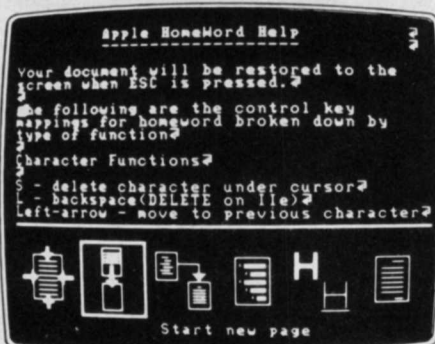 Apple HomeWord Help
Your document will be restored to the
screen when ESC is pressed.
The following are the control key
mappings for homeword broken down by
type of function
Character Functions
S - delete character under cursor
L - backspace(DELETE on IIe)
Left-arrow - move to previous character
H
H
Start new page